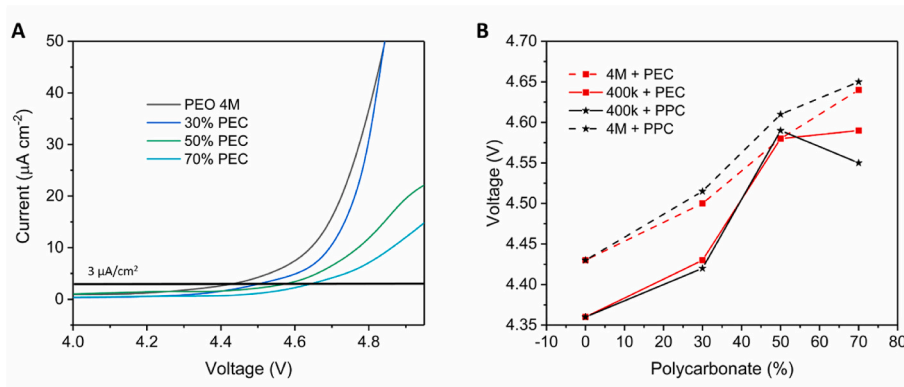 A
50
40
30
20
10
0
Current (µA cm⁻²)
PEO 4M
30% PEC
50% PEC
70% PEC
3 µA/cm²
4.0
4.2
4.4
4.6
4.8
Voltage (V)
B
4.70
4.65
4.60
4.55
4.50
4.45
4.40
4.35
Voltage (V)
4M + PEC
400k + PEC
400k + PPC
4M + PPC
-10
0
10
20
30
40
50
60
70
80
Polycarbonate (%)